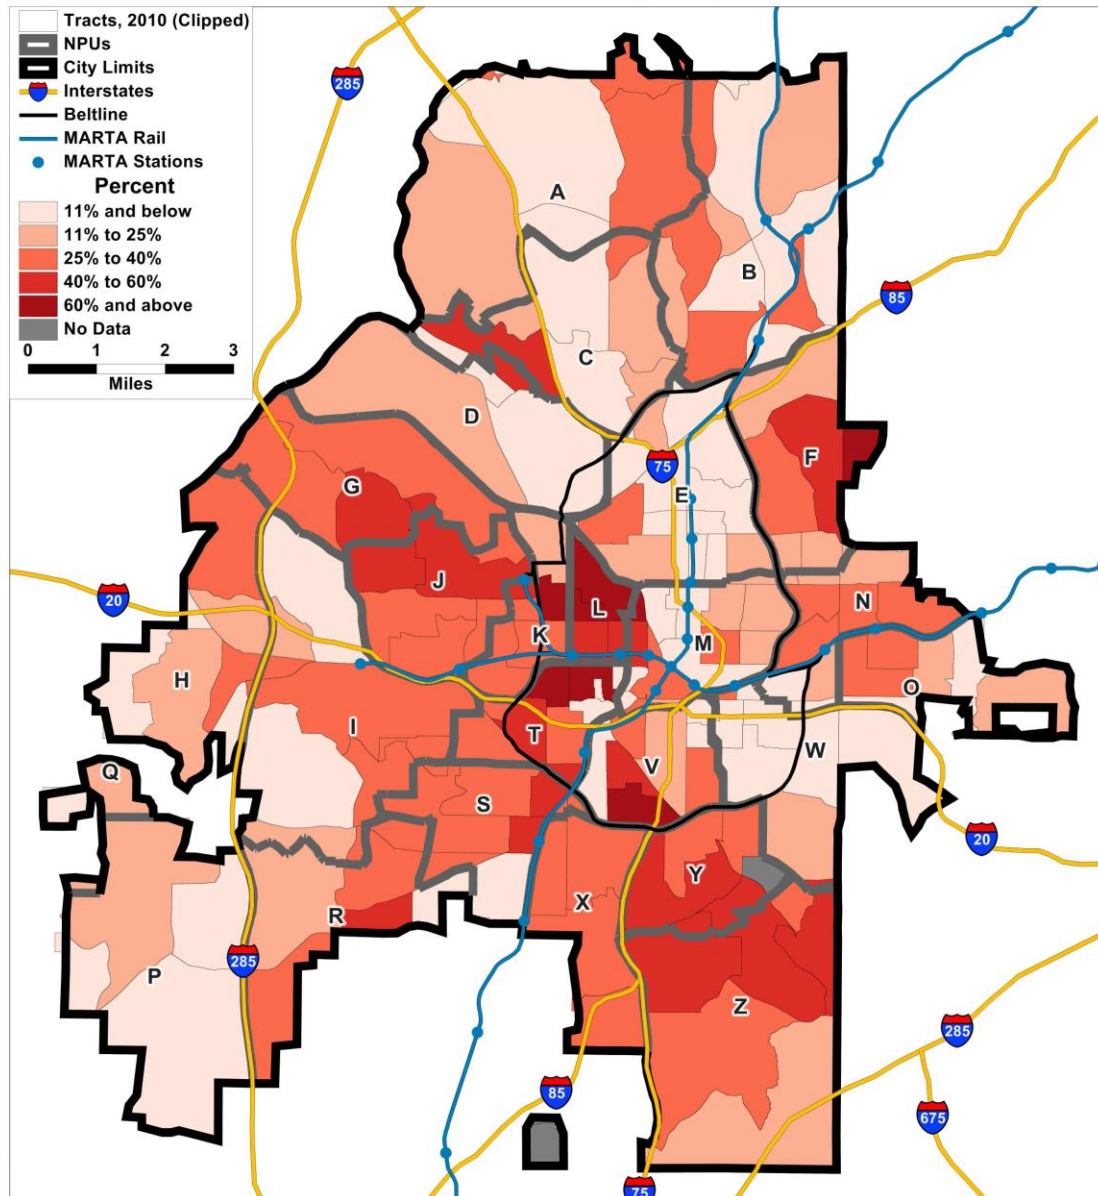 Tracts, 2010 (Clipped)
NPUs
City Limits
Interstates
Beltline
MARTA Rail
MARTA Stations
Percent
11% and below
11% to 25%
25% to 40%
40% to 60%
60% and above
No Data
0 1 2 3
Miles
285
A
B
85
C
D
F
75
E
G
J
L
N
20
K
M
H
O
I
T
W
V
Q
S
20
Y
X
R
285
P
Z
285
85
675
75